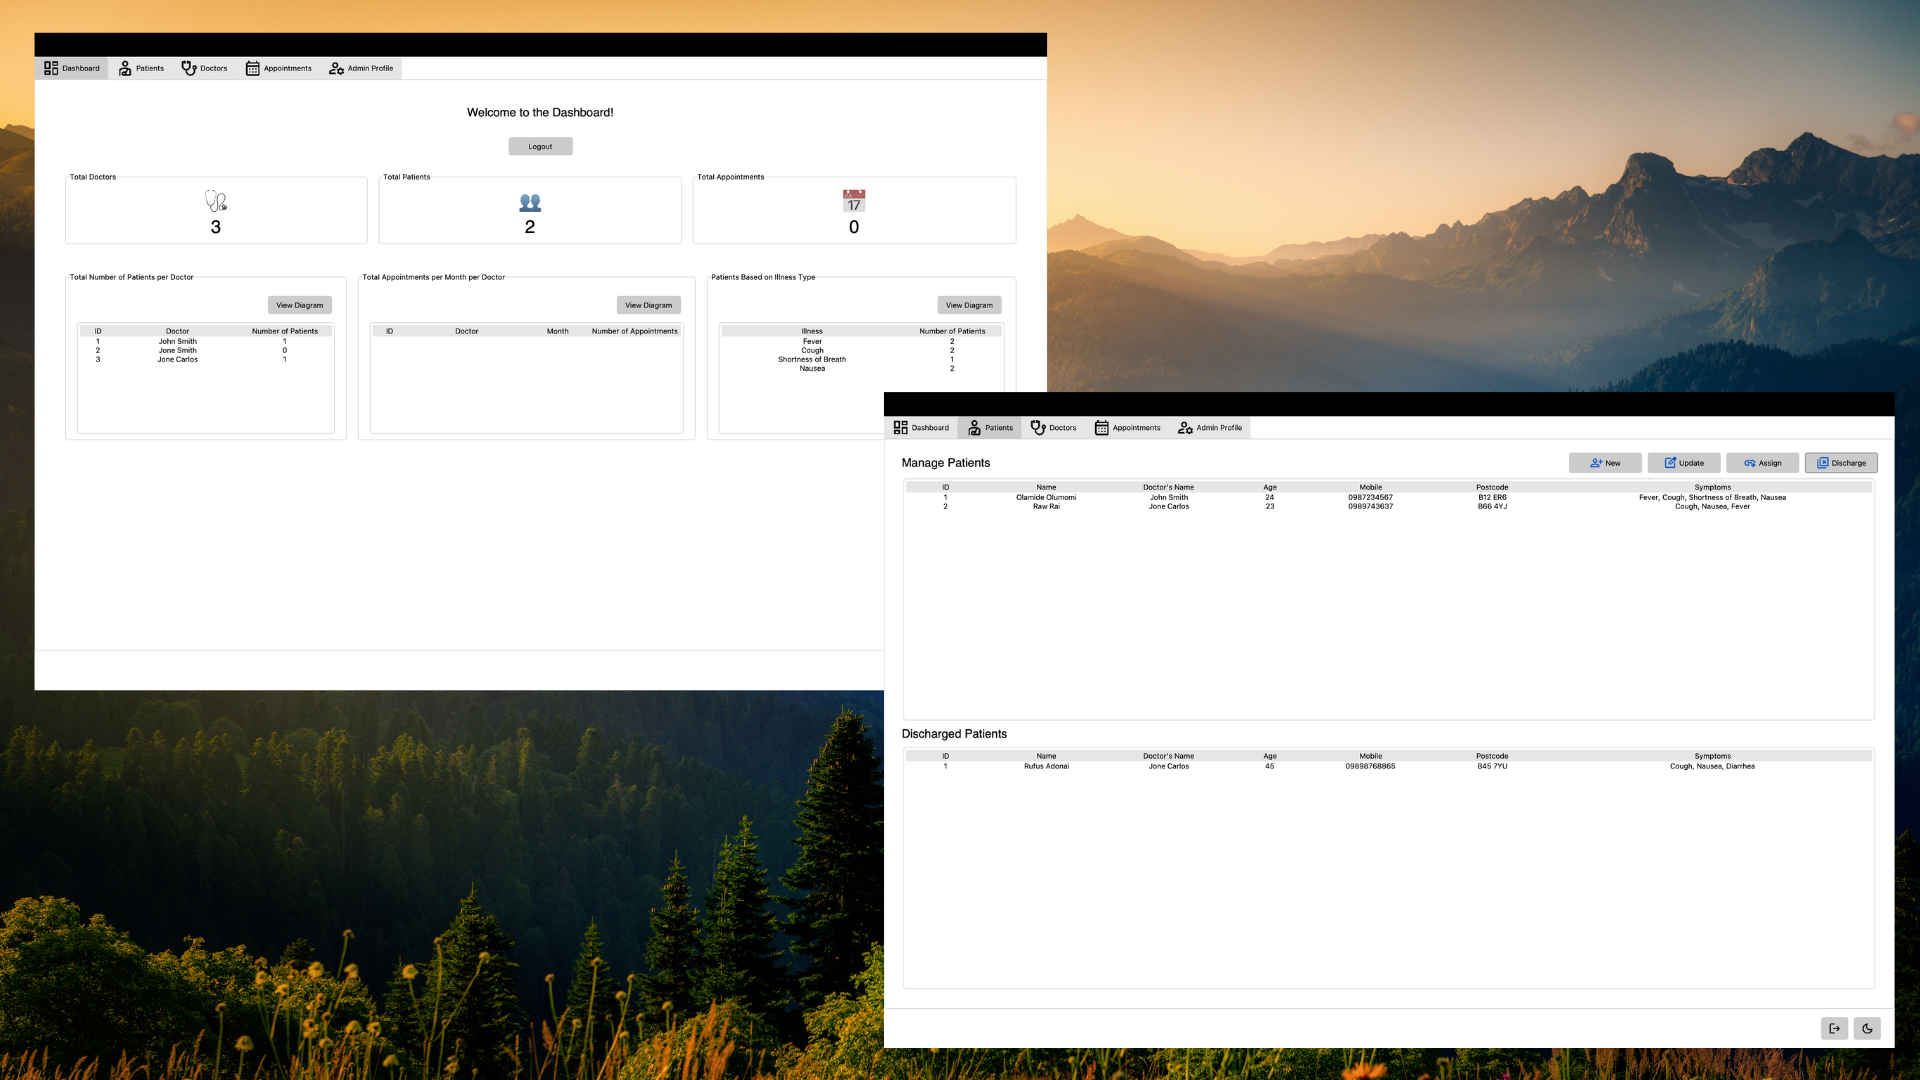 Dashboard Patients Doctors Appointments Admin Profile
Welcome to the Dashboard!
Logout
Total Doctors
3
Total Patients
2
Total Appointments
17
0
Total Number of Patients per Doctor
View Diagram
ID Doctor Number of Patients
1 John Smith 1
2 Jone Smith 0
3 Jone Carlos 1
Total Appointments per Month per Doctor
View Diagram
ID Doctor Month Number of Appointments
Patients Based on Illness Type
View Diagram
Illness Number of Patients
Fever 2
Cough 2
Shortness of Breath 1
Nausea 2
Dashboard Patients Doctors Appointments Admin Profile
Manage Patients
New Update Assign Discharge
ID Name Doctor's Name Age Mobile Postcode Symptoms
1 Olamide Olumomi John Smith 24 0987234567 B12 ER6 Fever, Cough, Shortness of Breath, Nausea
2 Raw Rai Jone Carlos 23 0989743637 B66 4YJ Cough, Nausea, Fever
Discharged Patients
ID Name Doctor's Name Age Mobile Postcode Symptoms
1 Rufus Adonai Jone Carlos 45 09898768865 B45 7YU Cough, Nausea, Diarrhea